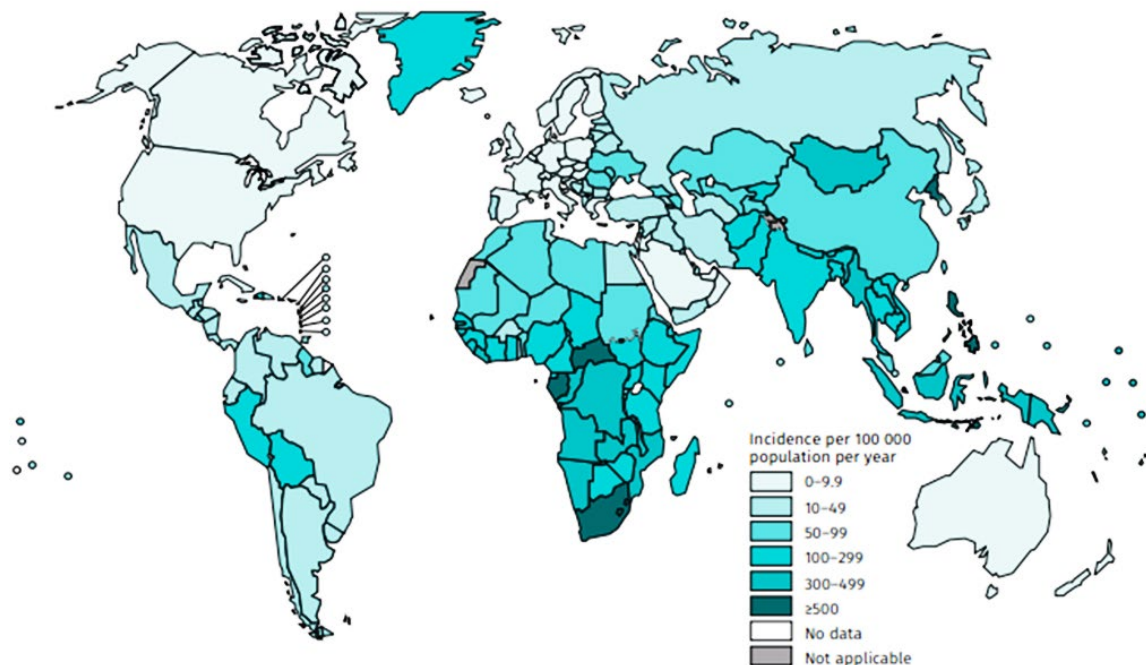 Incidence per 100 000
population per year
0–9.9
10–49
50–99
100–299
300–499
≥500
No data
Not applicable